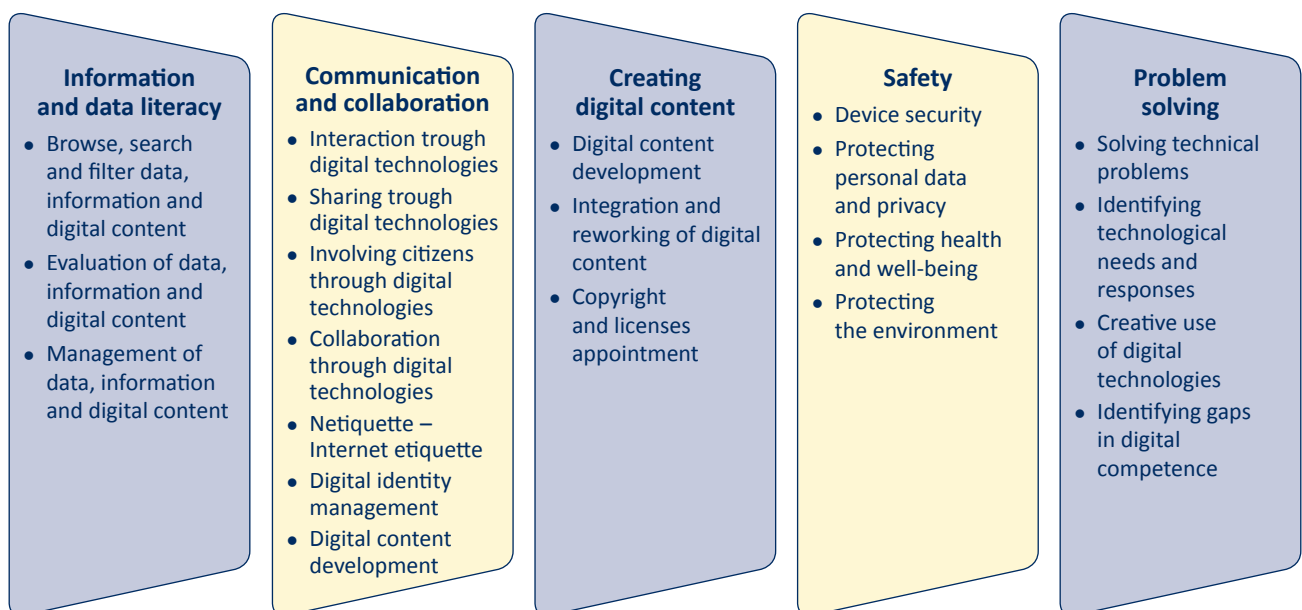 Information
and data literacy
• Browse, search
and filter data,
information and
digital content
• Evaluation of data,
information and
digital content
• Management of
data, information
and digital content
Communication
and collaboration
• Interaction trough
digital technologies
• Sharing trough
digital technologies
• Involving citizens
through digital
technologies
• Collaboration
through digital
technologies
• Netiquette –
Internet etiquette
• Digital identity
management
• Digital content
development
Creating
digital content
• Digital content
development
• Integration and
reworking of digital
content
• Copyright
and licenses
appointment
Safety
• Device security
• Protecting
personal data
and privacy
• Protecting health
and well-being
• Protecting
the environment
Problem
solving
• Solving technical
problems
• Identifying
technological
needs and
responses
• Creative use
of digital
technologies
• Identifying gaps
in digital
competence